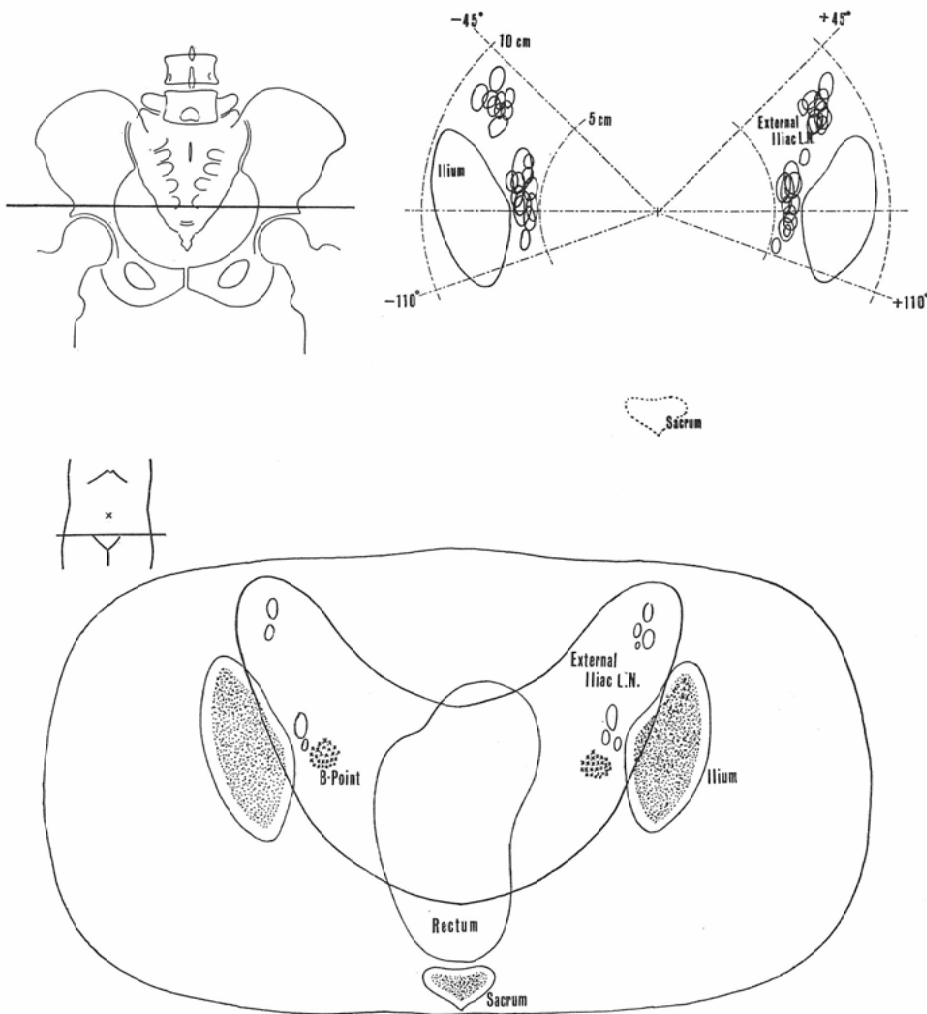 −45°
+45°
10 cm
5 cm
External
Iliac L.N.
Ilium
−110°
+110°
Sacrum
×
External
Iliac L.N.
B-Point
Ilium
Rectum
Sacrum